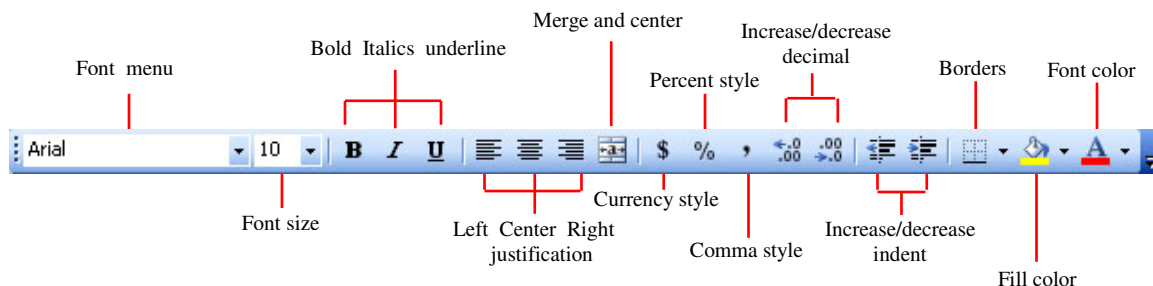 Merge and center
Increase/decrease
decimal
Bold Italics underline
Font menu
Percent style
Borders
Font color
Arial
10
B I U
a
$ % ,
.0
.00
.00
.0
A
Font size
Left Center Right
justification
Currency style
Comma style
Increase/decrease
indent
Fill color